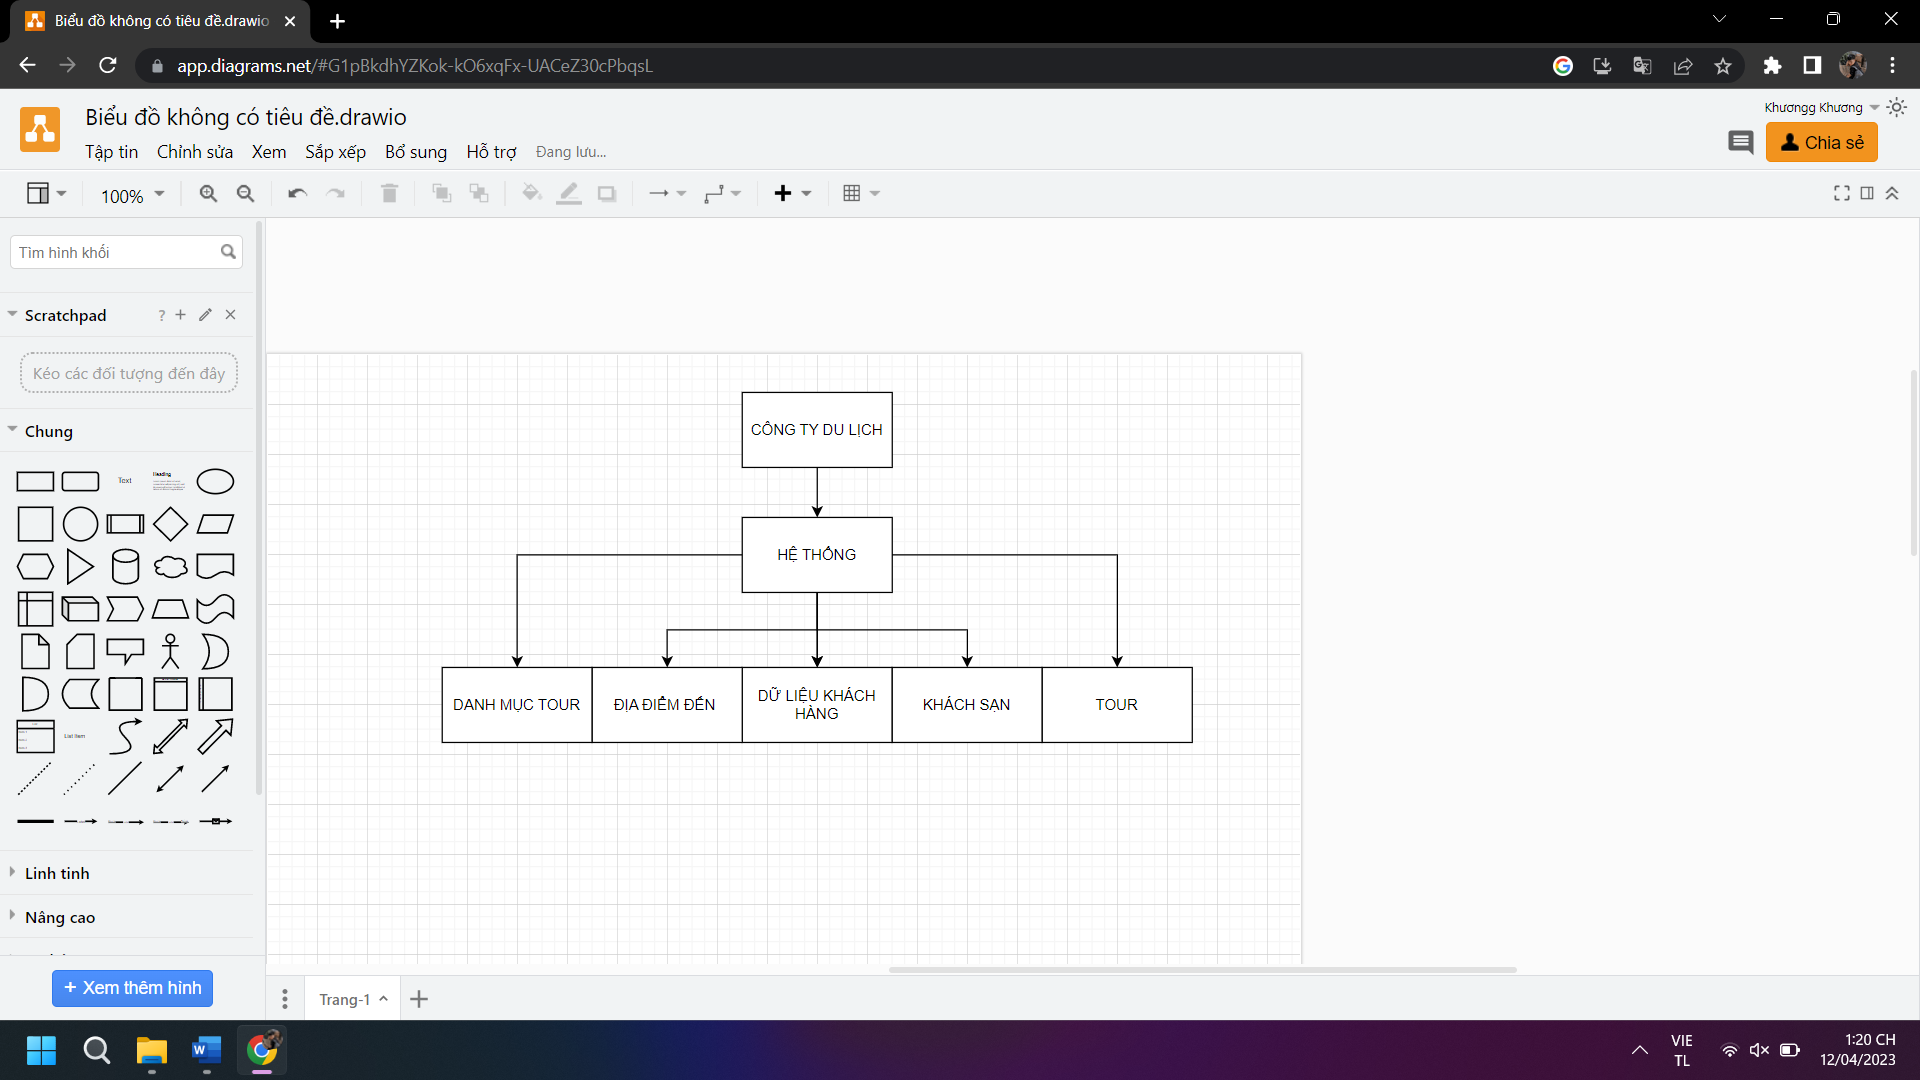 Biểu đồ không có tiêu đề.drawio
app.diagrams.net/#G1pBkdhYZKok-kO6xqFx-UACeZ30cPbqsL
Biểu đồ không có tiêu đề.drawio
Khươngg Khương
Tập tin Chỉnh sửa Xem Sắp xếp Bổ sung Hỗ trợ Đang lưu...
Chia sẻ
100%
Tìm hình khối
Scratchpad ?
Kéo các đối tượng đến đây
Chung
Text
Heading
List Item
Linh tinh
Nâng cao
+ Xem thêm hình
CÔNG TY DU LỊCH
HỆ THỐNG
DANH MỤC TOUR
ĐỊA ĐIỂM ĐẾN
DỮ LIỆU KHÁCH
HÀNG
KHÁCH SẠN
TOUR
Trang-1
VIE
TL
1:20 CH
12/04/2023